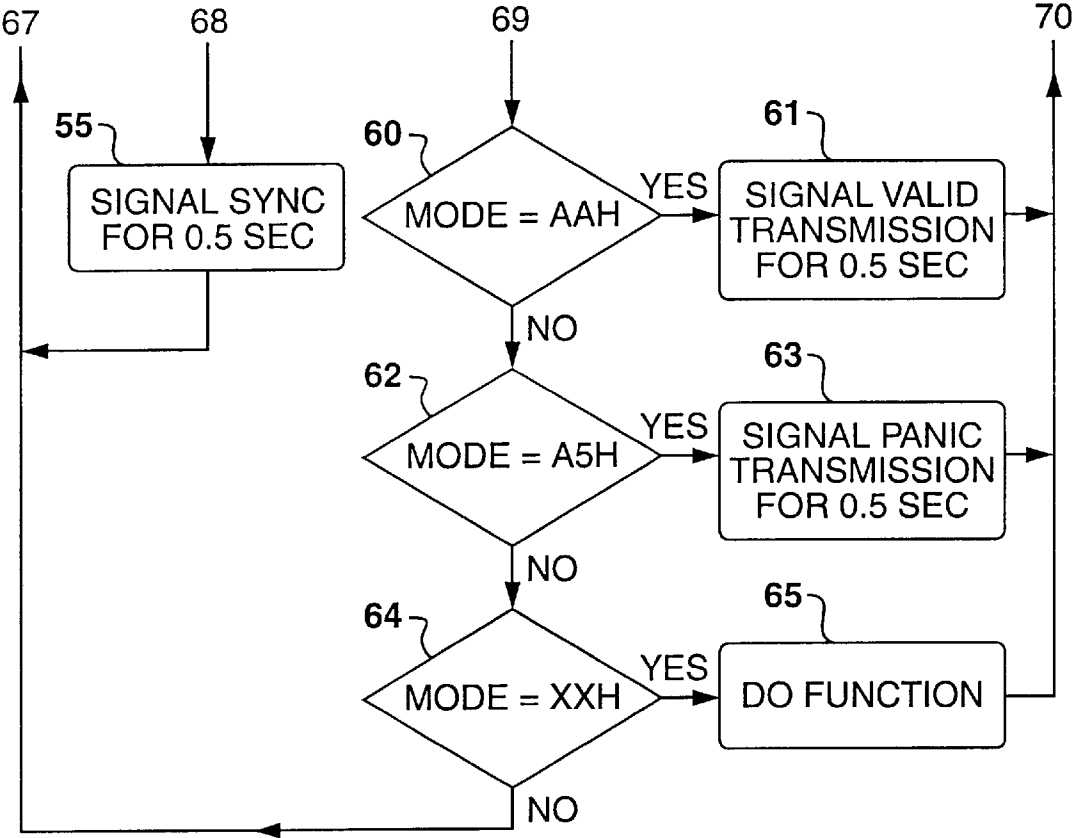 67
68
69
70
55
SIGNAL SYNC
FOR 0.5 SEC
60
MODE = AAH
YES
61
SIGNAL VALID
TRANSMISSION
FOR 0.5 SEC
NO
62
MODE = A5H
YES
63
SIGNAL PANIC
TRANSMISSION
FOR 0.5 SEC
NO
64
MODE = XXH
YES
65
DO FUNCTION
NO